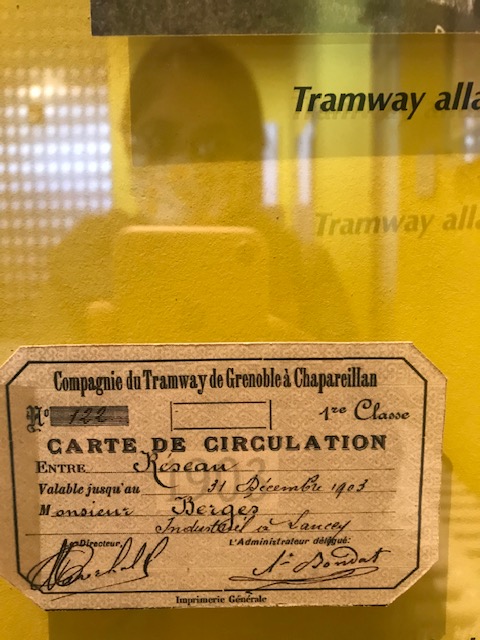 Tramway alla
Tramway alla
Compagnie du Tramway de Grenoble à Chapareillan
No 122 1re Classe
CARTE DE CIRCULATION
ENTRE Réseau
Valable jusqu'au 31 Décembre 1903
Monsieur Bergès
Industriel à Lancey
Directeur, L'Administrateur délégué:
Imprimerie Générale